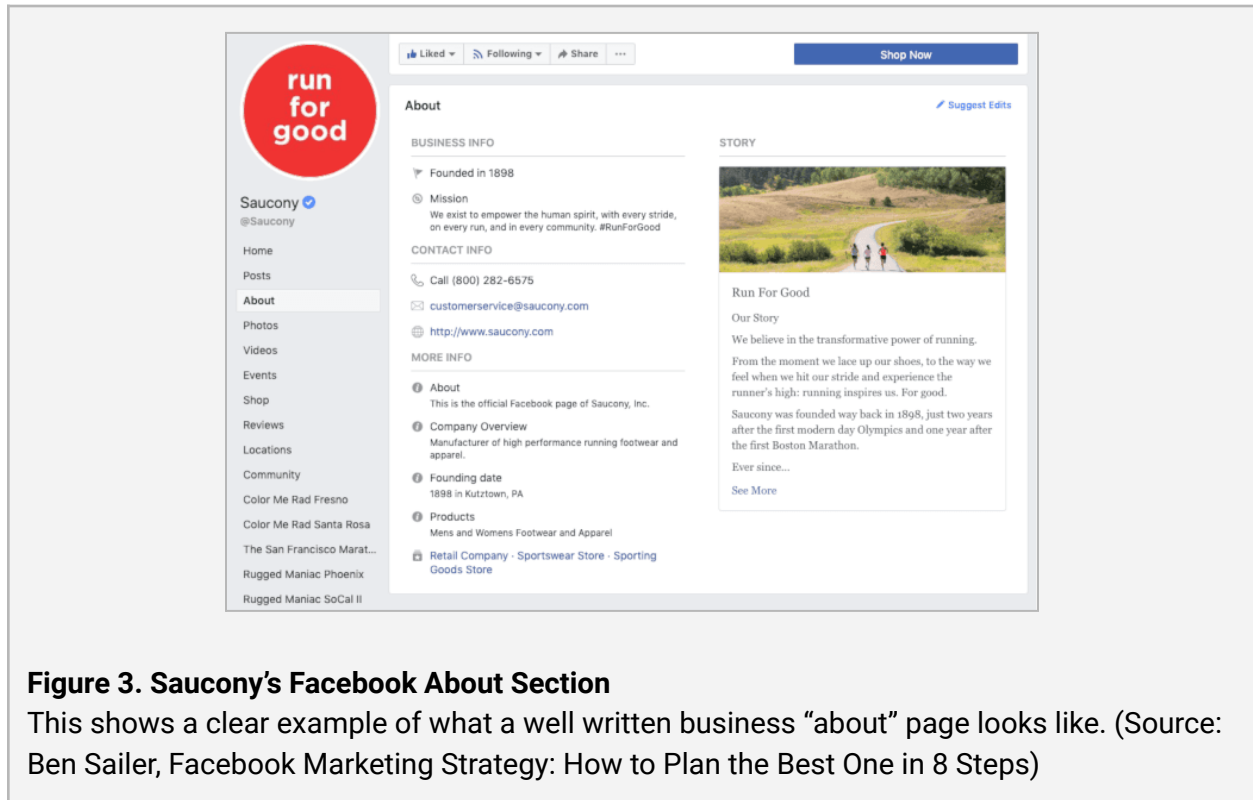 run
for
good
Saucony
@Saucony
Home
Posts
About
Photos
Videos
Events
Shop
Reviews
Locations
Community
Color Me Rad Fresno
Color Me Rad Santa Rosa
The San Francisco Marat...
Rugged Maniac Phoenix
Rugged Maniac SoCal II
Liked Following Share ...
Shop Now
About
Suggest Edits
BUSINESS INFO
Founded in 1898
Mission
We exist to empower the human spirit, with every stride,
on every run, and in every community. #RunForGood
CONTACT INFO
Call (800) 282-6575
customerservice@saucony.com
http://www.saucony.com
MORE INFO
About
This is the official Facebook page of Saucony, Inc.
Company Overview
Manufacturer of high performance running footwear and
apparel.
Founding date
1898 in Kutztown, PA
Products
Mens and Womens Footwear and Apparel
Retail Company · Sportswear Store · Sporting
Goods Store
STORY
Run For Good
Our Story
We believe in the transformative power of running.
From the moment we lace up our shoes, to the way we
feel when we hit our stride and experience the
runner's high: running inspires us. For good.
Saucony was founded way back in 1898, just two years
after the first modern day Olympics and one year after
the first Boston Marathon.
Ever since...
See More
Figure 3. Saucony’s Facebook About Section
This shows a clear example of what a well written business “about” page looks like. (Source:
Ben Sailer, Facebook Marketing Strategy: How to Plan the Best One in 8 Steps)